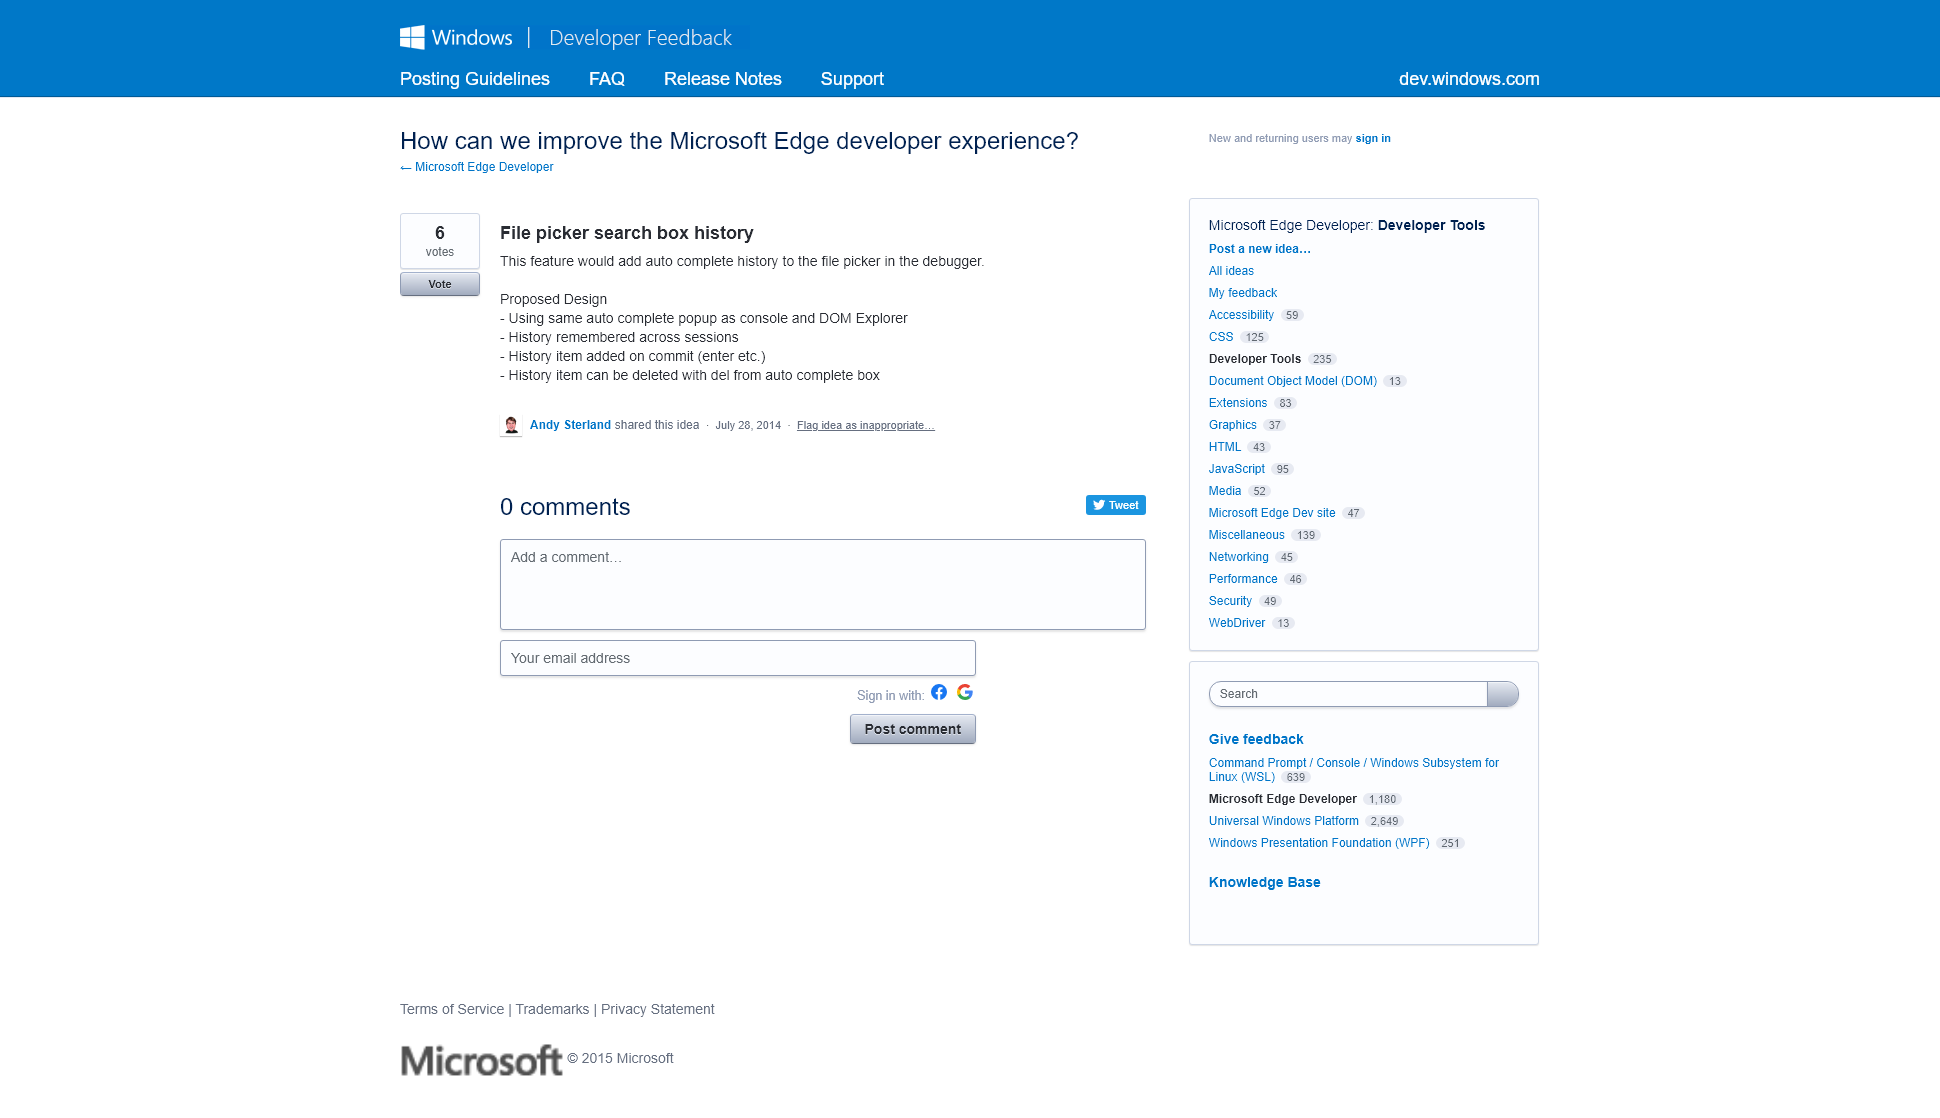 Windows | Developer Feedback
Posting Guidelines FAQ Release Notes Support dev.windows.com
How can we improve the Microsoft Edge developer experience?
← Microsoft Edge Developer
New and returning users may sign in
6
votes
Vote
File picker search box history
This feature would add auto complete history to the file picker in the debugger.
Proposed Design
- Using same auto complete popup as console and DOM Explorer
- History remembered across sessions
- History item added on commit (enter etc.)
- History item can be deleted with del from auto complete box
Andy Sterland shared this idea · July 28, 2014 · Flag idea as inappropriate…
0 comments
Tweet
Add a comment…
Your email address
Sign in with:
Post comment
Microsoft Edge Developer: Developer Tools
Post a new idea…
All ideas
My feedback
Accessibility 59
CSS 125
Developer Tools 235
Document Object Model (DOM) 13
Extensions 83
Graphics 37
HTML 43
JavaScript 95
Media 52
Microsoft Edge Dev site 47
Miscellaneous 139
Networking 45
Performance 46
Security 49
WebDriver 13
Search
Give feedback
Command Prompt / Console / Windows Subsystem for
Linux (WSL) 639
Microsoft Edge Developer 1,180
Universal Windows Platform 2,649
Windows Presentation Foundation (WPF) 251
Knowledge Base
Terms of Service | Trademarks | Privacy Statement
Microsoft © 2015 Microsoft